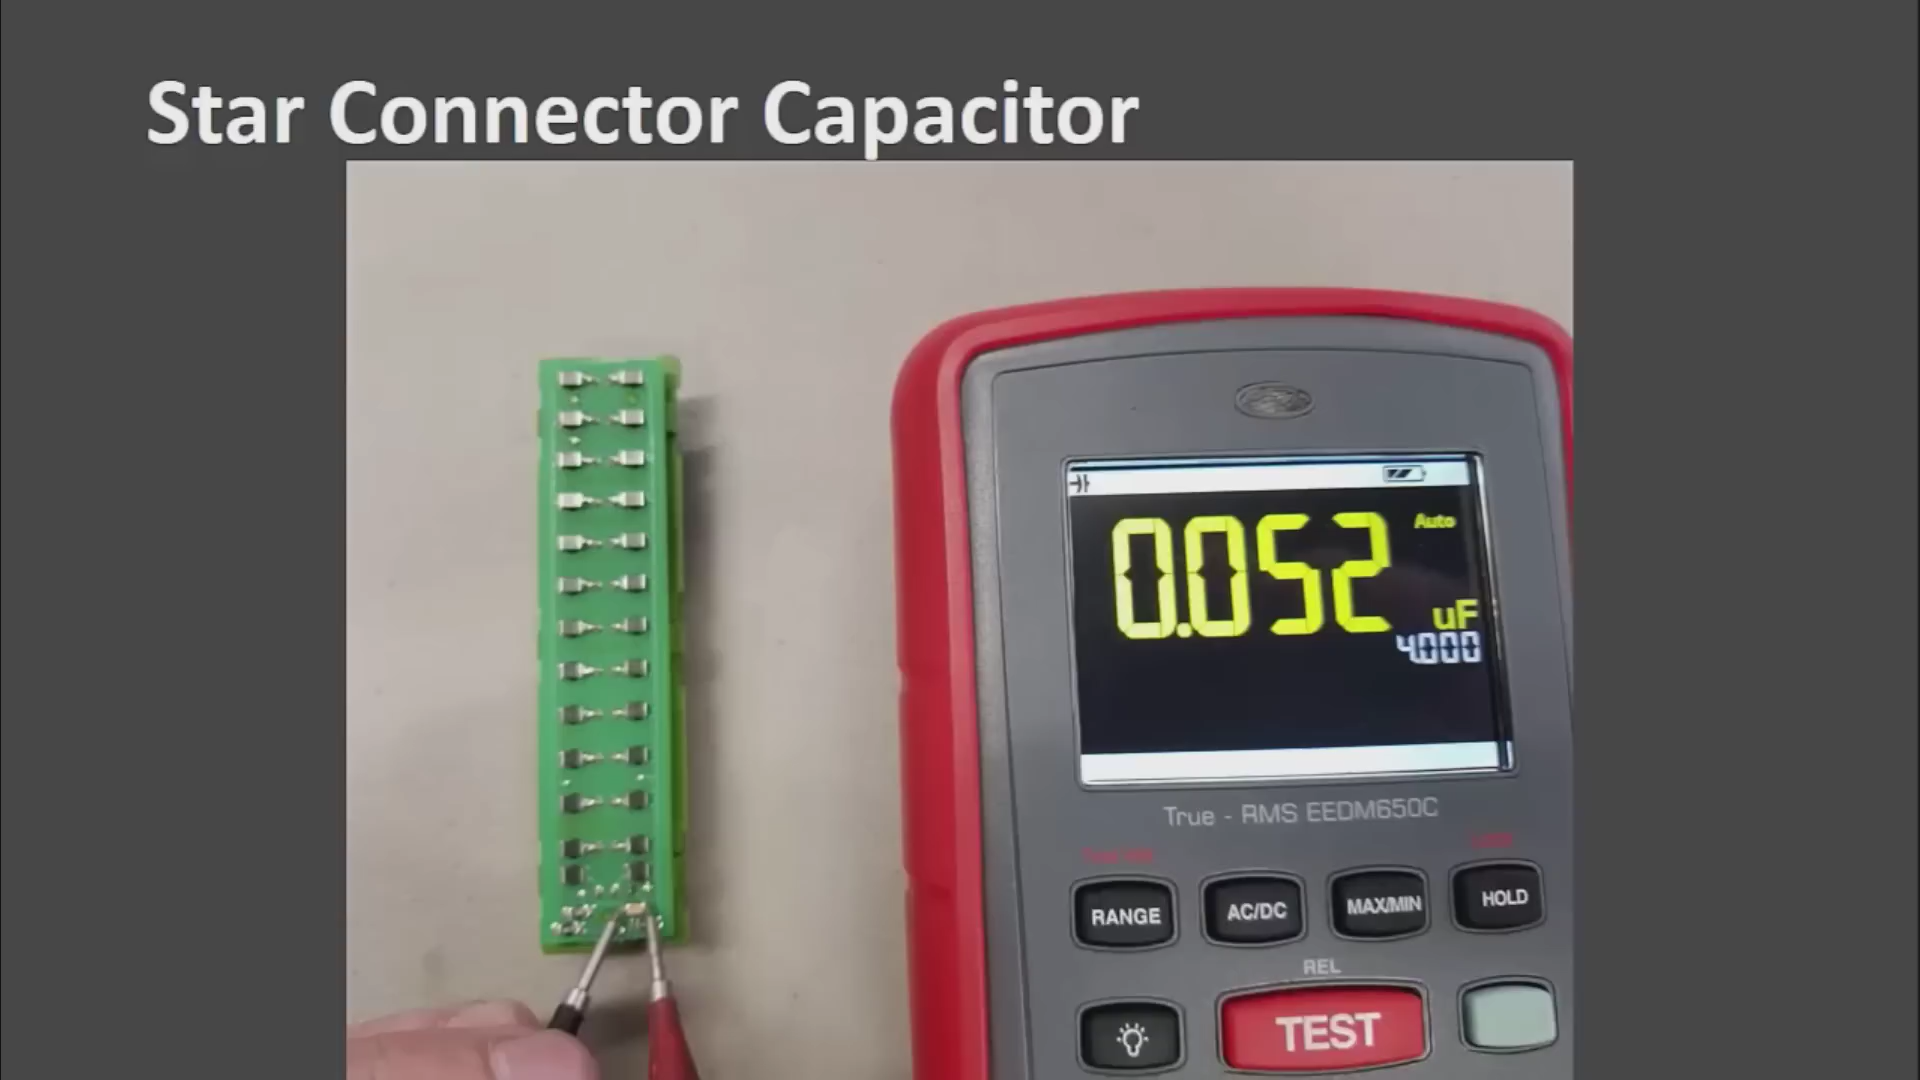 Star Connector Capacitor
Auto
0.052
uF
4.000
True - RMS EEDM650C
RANGE
AC/DC
MAX/MIN
HOLD
REL
TEST